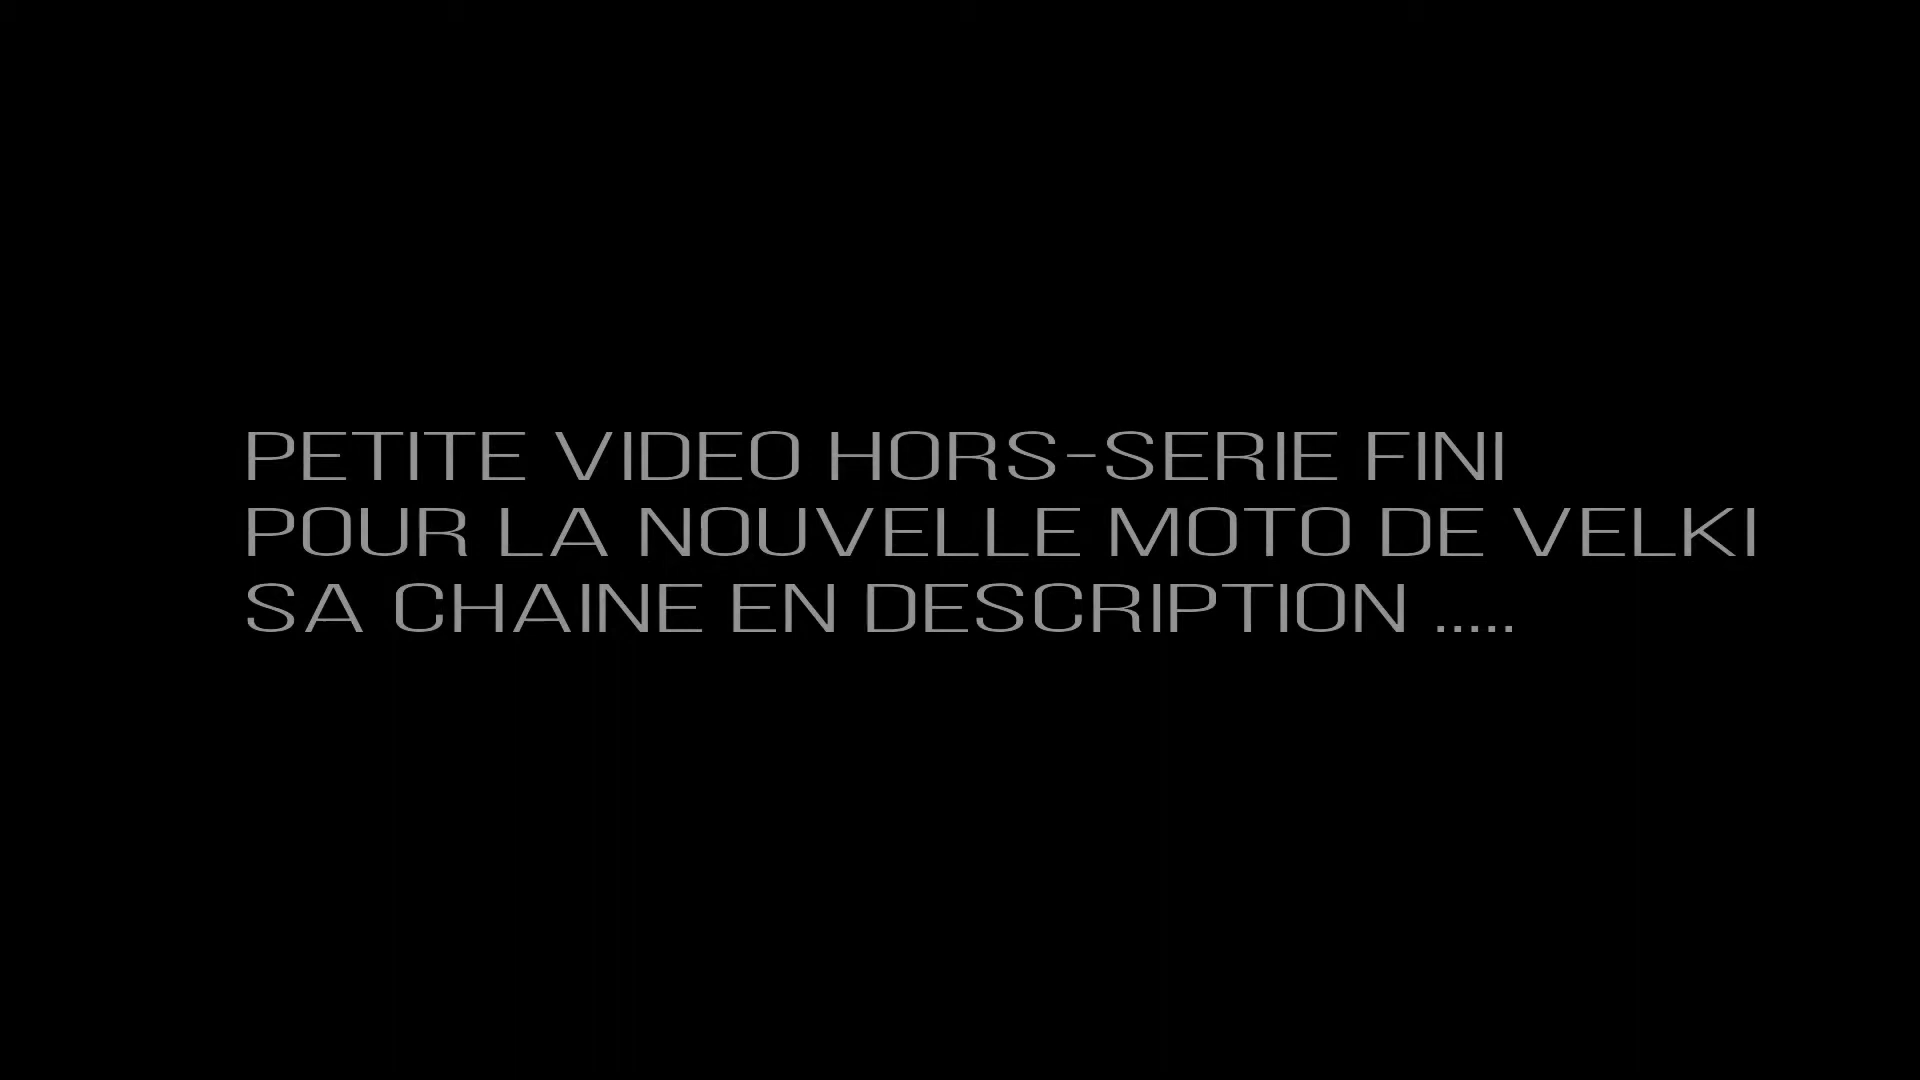 PETITE VIDEO HORS-SERIE FINI
POUR LA NOUVELLE MOTO DE VELKI
SA CHAINE EN DESCRIPTION .....